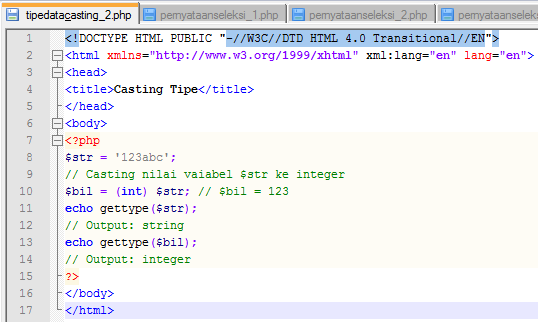 tipedatacasting_2.php pernyataanseleksi_1.php pernyataanseleksi_2.php pernyataanseleks
1 <!DOCTYPE HTML PUBLIC "-//W3C//DTD HTML 4.0 Transitional//EN">
2 <html xmlns="http://www.w3.org/1999/xhtml" xml:lang="en" lang="en">
3 <head>
4 <title>Casting Tipe</title>
5 </head>
6 <body>
7 <?php
8 $str = '123abc';
9 // Casting nilai vaiabel $str ke integer
10 $bil = (int) $str; // $bil = 123
11 echo gettype($str);
12 // Output: string
13 echo gettype($bil);
14 // Output: integer
15 ?>
16 </body>
17 </html>